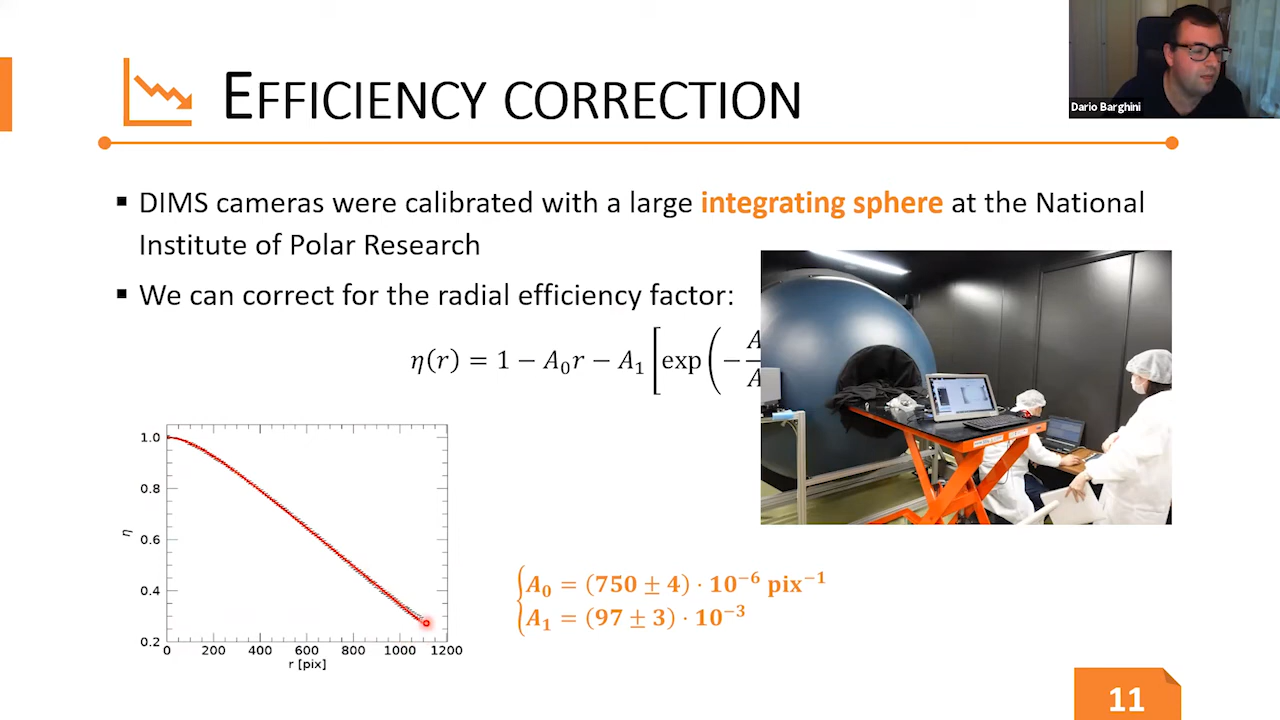 EFFICIENCY CORRECTION
Dario Barghini
▪ DIMS cameras were calibrated with a large integrating sphere at the National
Institute of Polar Research
▪ We can correct for the radial efficiency factor:
η(r) = 1 − A₀r − A₁ [exp (− A/A
1.0
0.8
0.6
0.4
0.2
η
0 200 400 600 800 1000 1200
r [pix]
A₀ = (750 ± 4) · 10⁻⁶ pix⁻¹
A₁ = (97 ± 3) · 10⁻³
11